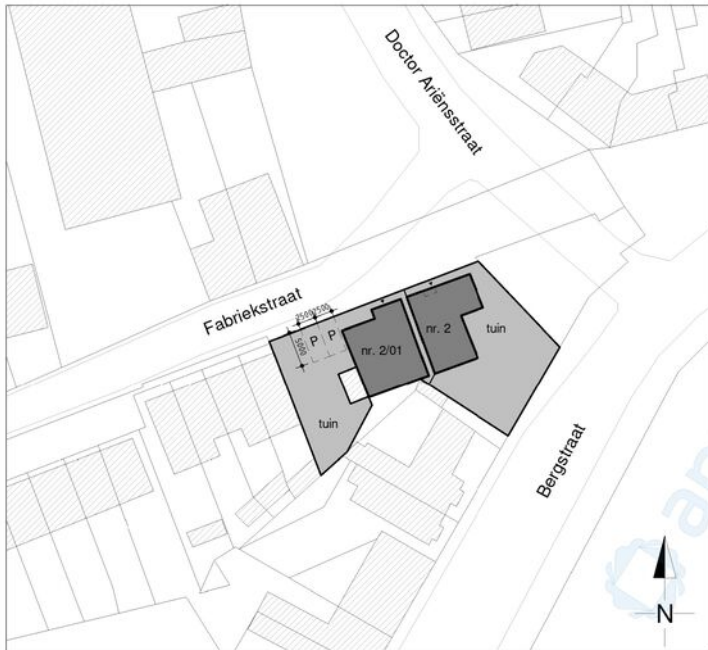 Doctor Ariënsstraat
Fabriekstraat
2500 2500
5000
P P
nr. 2/01
nr. 2
tuin
tuin
Bergstraat
N